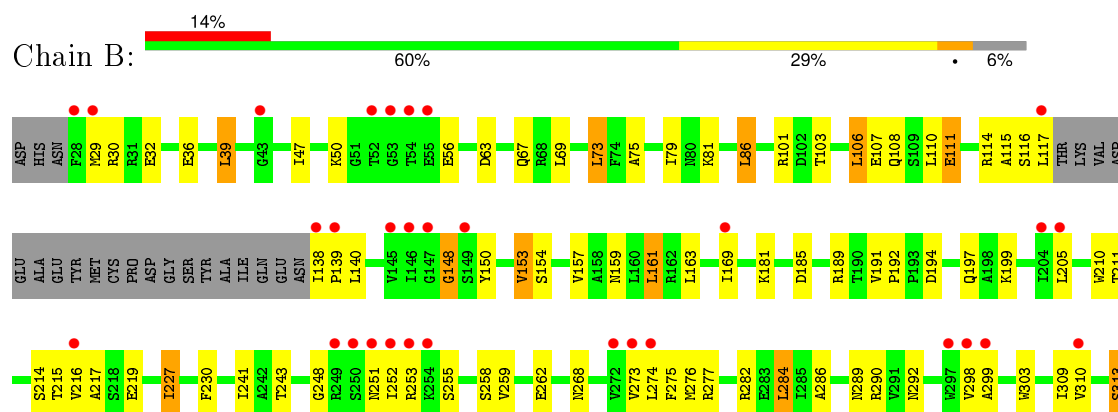 14%
Chain B:
60% 29% • 6%
ASP HIS ASN F28 M29 R30 R31 E32 E36 L39 G43 I47 K50 G51 T52 G53 T54 E55 E56 D63 Q67 R68 L69 L73 F74 A75 I79 N80 K81 L86 R101 D102 T103 L106 E107 Q108 S109 L110 E111 R114 A115 S116 L117 THR LYS VAL ASP
GLU ALA GLU TYR MET CYS PRO ASP GLY SER TYR ALA ILE GLN GLU ASN I138 P139 L140 V145 I146 G147 G148 S149 Y150 V153 S154 V157 A158 N159 L160 L161 R162 L163 I169 K181 D185 R189 T190 V191 P192 P193 D194 Q197 A198 K199 I204 L205 W210 T211
S214 T215 V216 A217 S218 E219 I227 F230 I241 A242 T243 G248 R249 S250 N251 I252 R253 K254 S255 S258 V259 E262 N268 V272 V273 L274 F275 M276 R277 R282 E283 L284 I285 A286 N289 R290 V291 N292 W297 V298 A299 W303 I309 V310